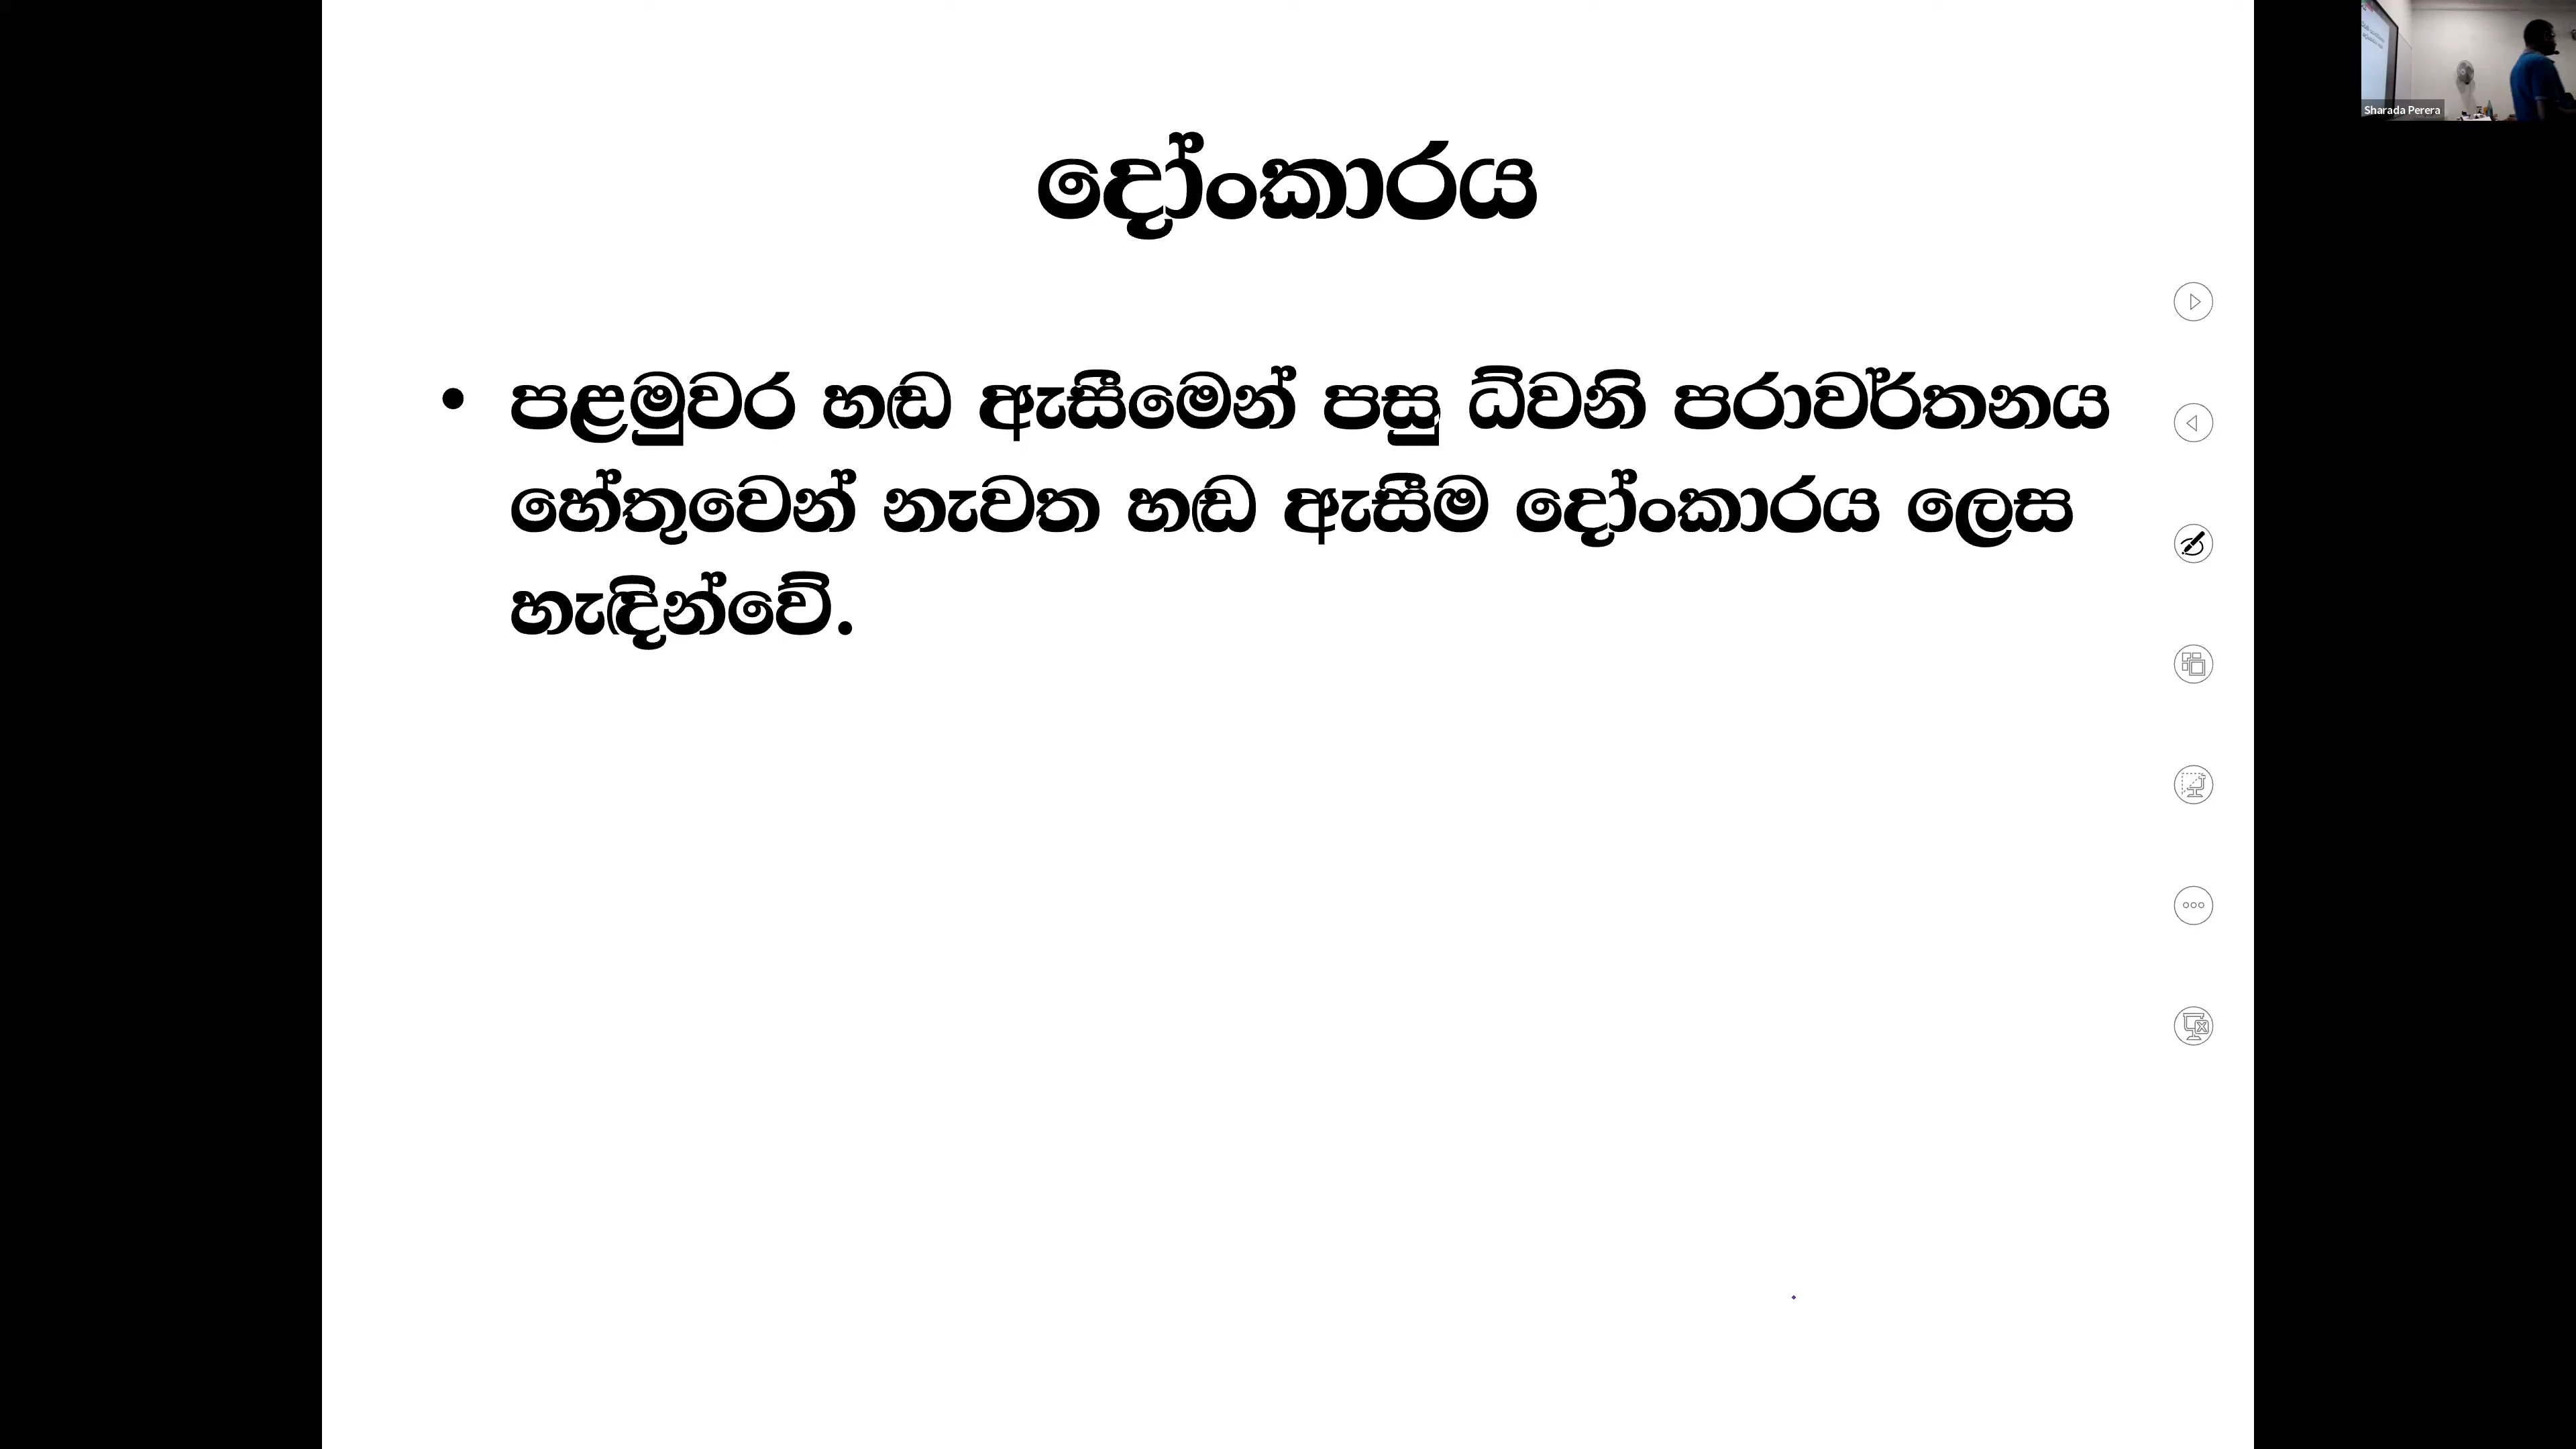 Sharada Perera
දෝංකාරය
• පළමුවර හඬ ඇසීමෙන් පසු ධ්වනි පරාවර්තනය
හේතුවෙන් නැවත හඬ ඇසීම දෝංකාරය ලෙස
හැඳින්වේ.